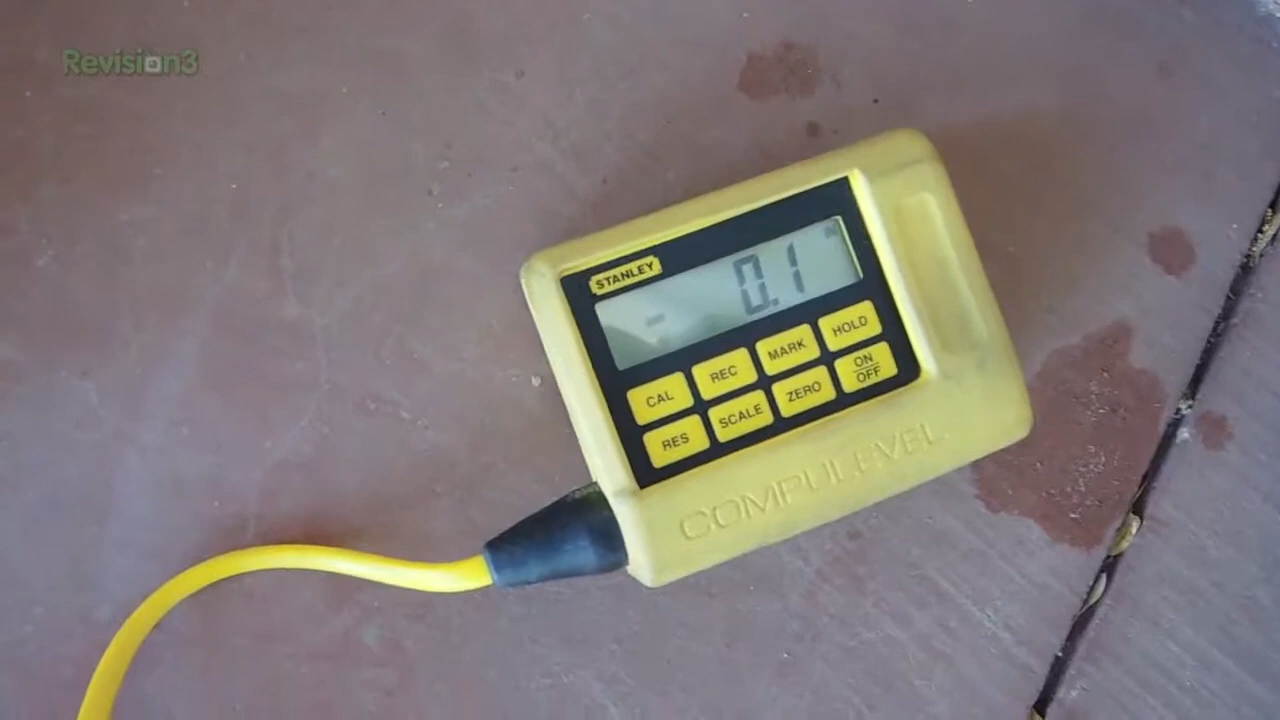 Revision3
STANLEY
- 0.1
CAL REC MARK HOLD
RES SCALE ZERO ON
OFF
COMPULEVEL